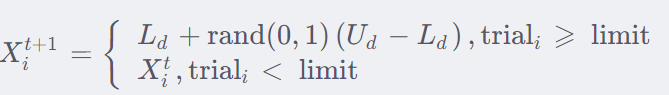 X_i^{t+1} = { L_d + rand(0, 1) (U_d − L_d) , trial_i ⩾ limit
X_i^t , trial_i < limit